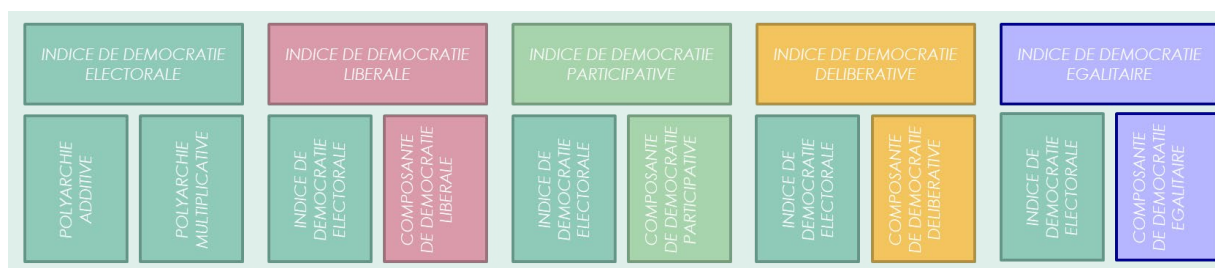 INDICE DE DEMOCRATIE
ELECTORALE
INDICE DE DEMOCRATIE
LIBERALE
INDICE DE DEMOCRATIE
PARTICIPATIVE
INDICE DE DEMOCRATIE
DELIBERATIVE
INDICE DE DEMOCRATIE
EGALITAIRE
POLYARCHIE
ADDITIVE
POLYARCHIE
MULTIPLICATIVE
INDICE DE
DEMOCRATIE
ELECTORALE
COMPOSANTE
DE DEMOCRATIE
LIBERALE
INDICE DE
DEMOCRATIE
ELECTORALE
COMPOSANTE
DE DEMOCRATIE
PARTICIPATIVE
INDICE DE
DEMOCRATIE
ELECTORALE
COMPOSANTE
DE DEMOCRATIE
DELIBERATIVE
INDICE DE
DEMOCRATIE
ELECTORALE
COMPOSANTE
DE DEMOCRATIE
EGALITAIRE